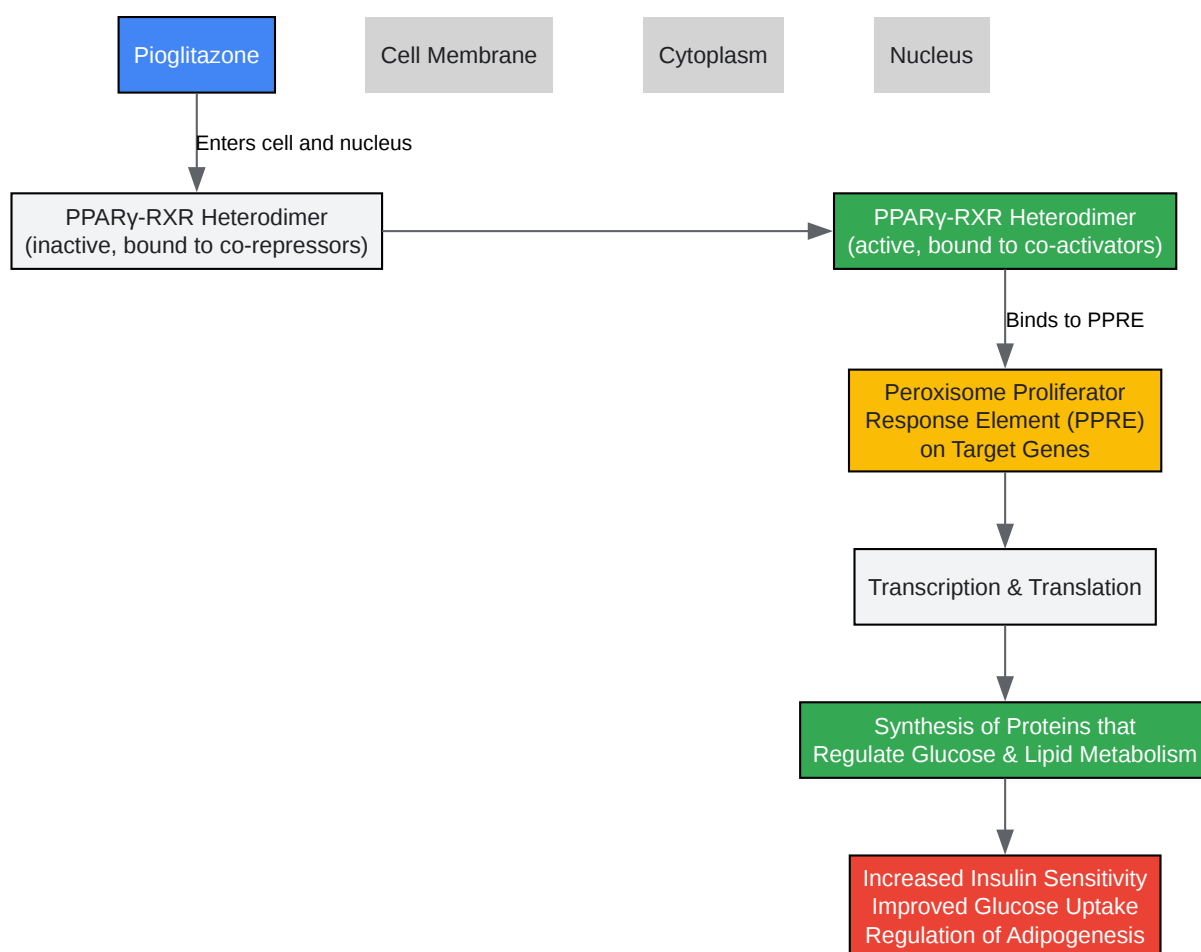 Pioglitazone
Cell Membrane
Cytoplasm
Nucleus
Enters cell and nucleus
PPARγ-RXR Heterodimer
(inactive, bound to co-repressors)
PPARγ-RXR Heterodimer
(active, bound to co-activators)
Binds to PPRE
Peroxisome Proliferator
Response Element (PPRE)
on Target Genes
Transcription & Translation
Synthesis of Proteins that
Regulate Glucose & Lipid Metabolism
Increased Insulin Sensitivity
Improved Glucose Uptake
Regulation of Adipogenesis